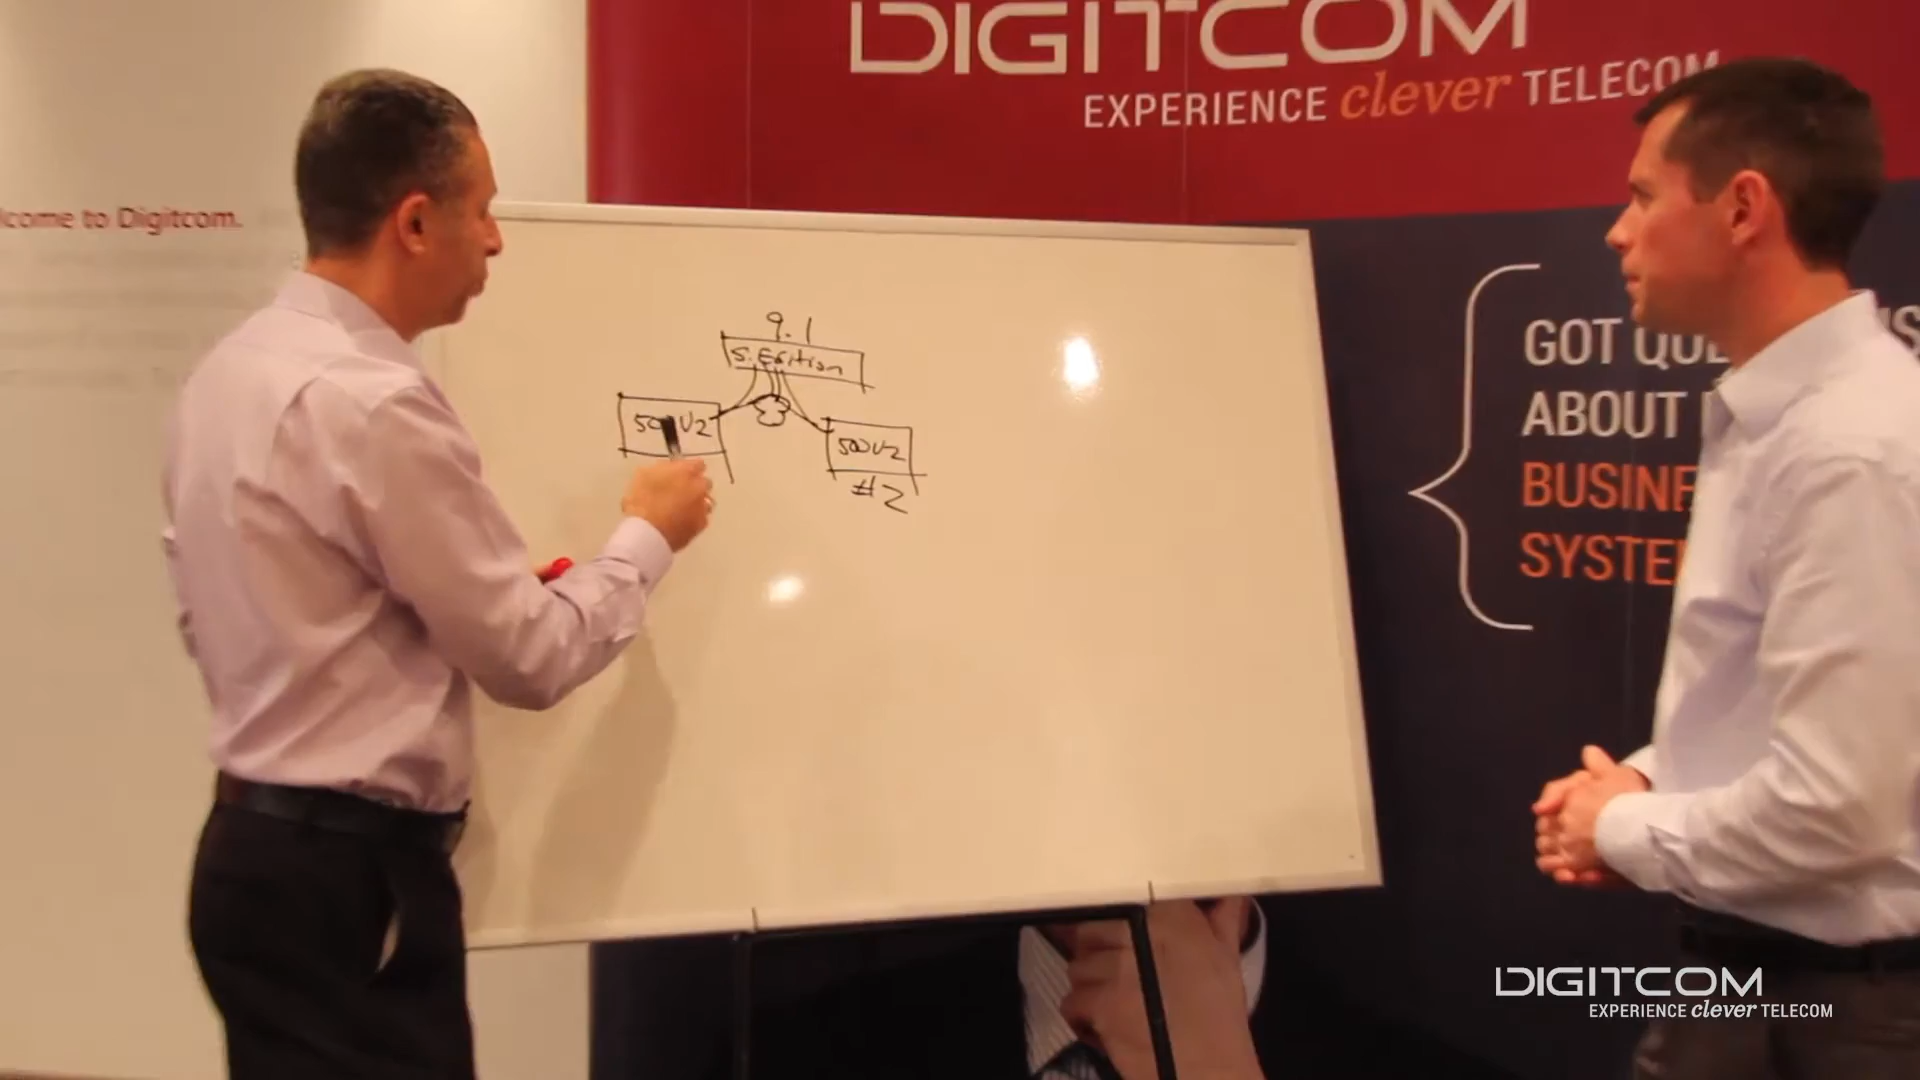 DIGITCOM
EXPERIENCE clever TELECOM
lcome to Digitcom.
9.1
S. Edition
500V2
#2
GOT QUE
ABOUT
BUSINE
SYSTE
DIGITCOM
EXPERIENCE clever TELECOM